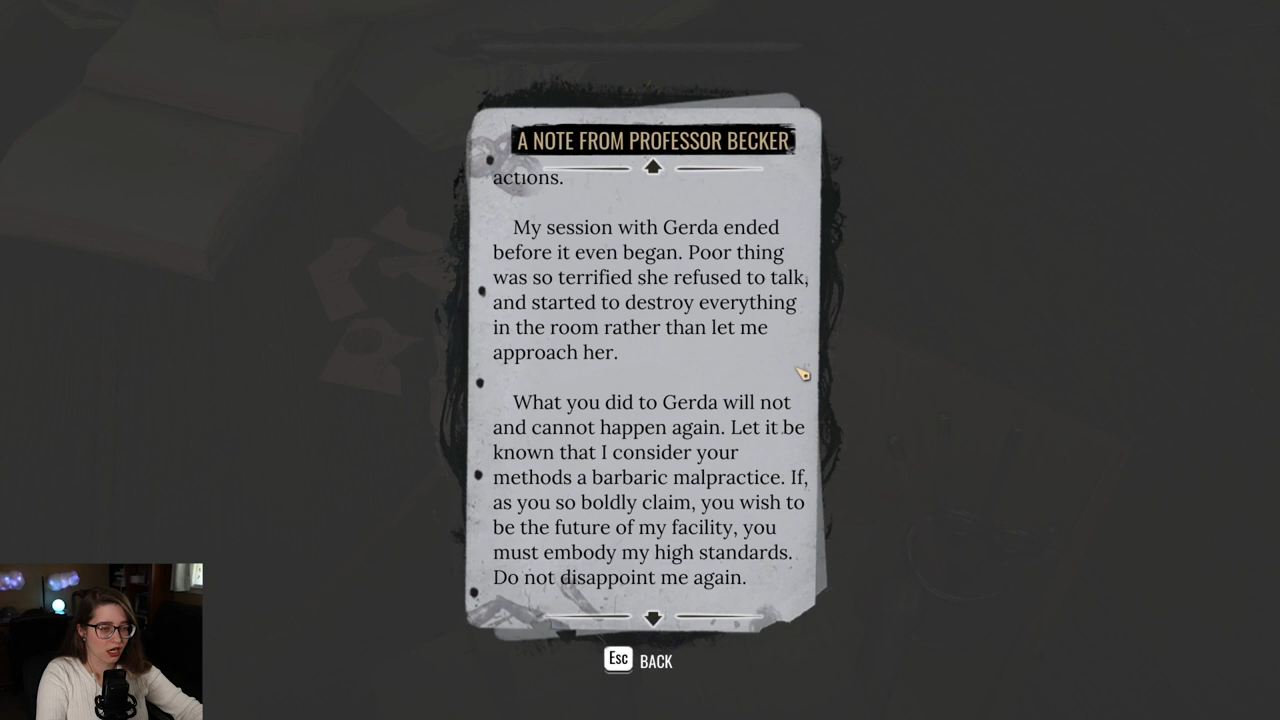 A NOTE FROM PROFESSOR BECKER
actions.
My session with Gerda ended
before it even began. Poor thing
was so terrified she refused to talk,
and started to destroy everything
in the room rather than let me
approach her.
What you did to Gerda will not
and cannot happen again. Let it be
known that I consider your
methods a barbaric malpractice. If,
as you so boldly claim, you wish to
be the future of my facility, you
must embody my high standards.
Do not disappoint me again.
Esc BACK